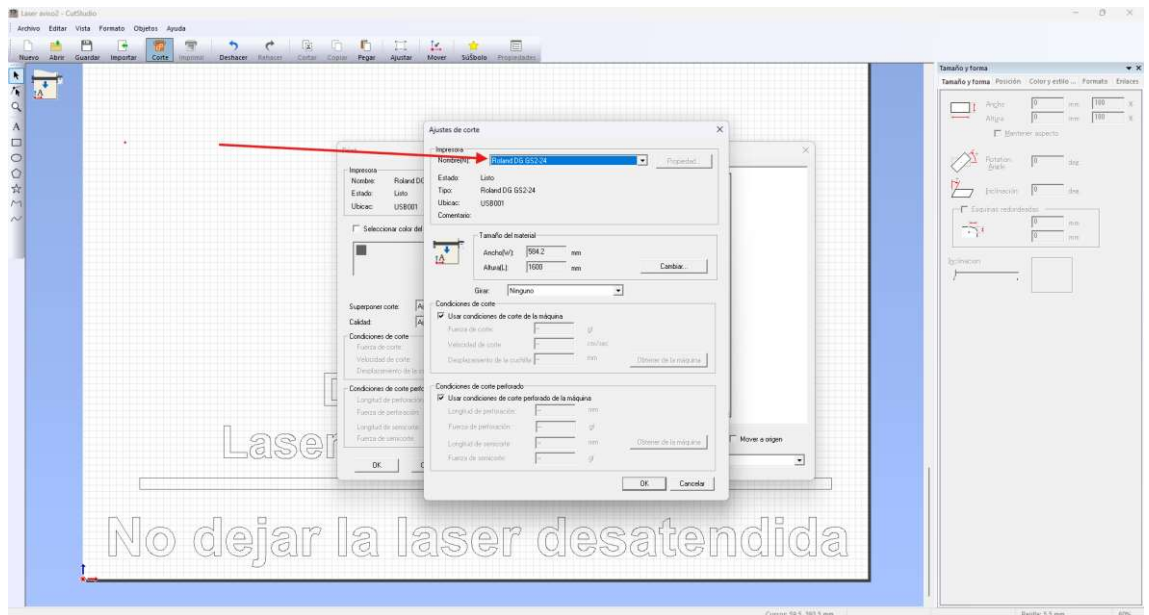 Laser aviso2 - CutStudio
Archivo Editar Vista Formato Objetos Ayuda
Nuevo Abrir Guardar Importar Corte Imprimir Deshacer Rehacer Cortar Copiar Pegar Ajustar Mover SúSbolo Propiedades
Tamaño y forma
Tamaño y forma Posición Color y estilo ... Formato Enlaces
Ancho 0 mm 100 %
Altura 0 mm 100 %
Mantener aspecto
Rotation Angle 0 deg
Inclinación 0 deg
Esquinas redondeadas
0 mm
0 mm
Inclinacion
Impresora
Nombre: Roland DG
Estado: Listo
Ubicac: USB001
Seleccionar color del
Superponer corte:
Calidad:
Condiciones de corte
Fuerza de corte:
Velocidad de corte:
Desplazamiento de la
Condiciones de corte
Longitud de perforación
Fuerza de perforación:
Longitud de semicorte:
Fuerza de semicorte:
OK
Mover a origen
Ajustes de corte
Impresora
Nombre(N): Roland DG GS2-24 Propiedad...
Estado: Listo
Tipo: Roland DG GS2-24
Ubicac: USB001
Comentario:
Tamaño del material
Ancho(W): 584.2 mm
Altura(L): 1600 mm Cambiar...
Girar: Ninguno
Condiciones de corte
Usar condiciones de corte de la máquina
Fuerza de corte: - gf
Velocidad de corte: - cm/sec
Desplazamiento de la cuchilla: - mm Obtener de la máquina
Condiciones de corte perforado
Usar condiciones de corte perforado de la máquina
Longitud de perforación: - mm
Fuerza de perforación: - gf
Longitud de semicorte: - mm Obtener de la máquina
Fuerza de semicorte: - gf
OK Cancelar
Laser
No dejar la laser desatendida